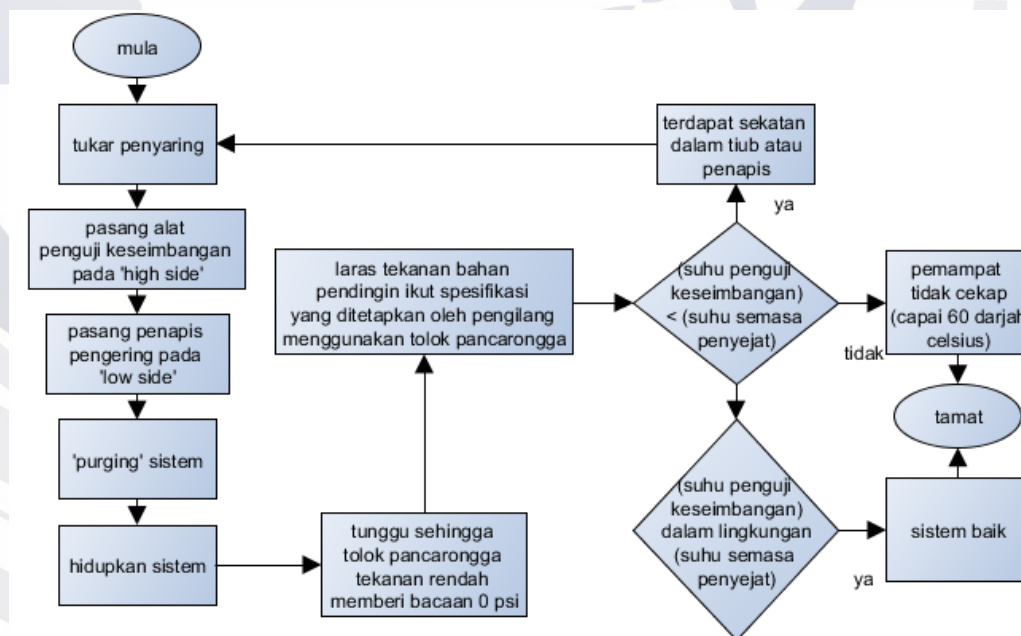 mula
tukar penyaring
pasang alat
penguji keseimbangan
pada 'high side'
pasang penapis
pengering pada
'low side'
'purging' sistem
hidupkan sistem
tunggu sehingga
tolok pancarongga
tekanan rendah
memberi bacaan 0 psi
laras tekanan bahan
pendingin ikut spesifikasi
yang ditetapkan oleh pengilang
menggunakan tolok pancarongga
(suhu penguji
keseimbangan)
< (suhu semasa
penyejat)
ya
terdapat sekatan
dalam tiub atau
penapis
tidak
pemampat
tidak cekap
(capai 60 darjah
celsius)
tamat
(suhu penguji
keseimbangan)
dalam lingkungan
(suhu semasa
penyejat)
ya
sistem baik